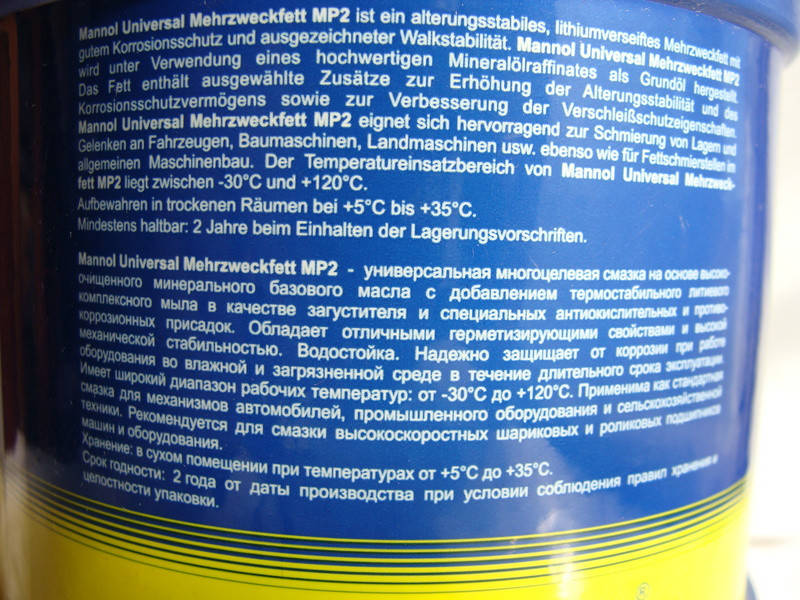 Mannol Universal Mehrzweckfett MP2 ist ein alterungsstabiles, lithiumverseiftes Mehrzweckfett mit
gutem Korrosionsschutz und ausgezeichneter Walkstabilität. Mannol Universal Mehrzweckfett MP2
wird unter Verwendung eines hochwertigen Mineralölraffinates als Grundöl hergestellt.
Das Fett enthält ausgewählte Zusätze zur Erhöhung der Alterungsstabilität und des
Korrosionsschutzvermögens sowie zur Verbesserung der Verschleißschutzeigenschaften.
Mannol Universal Mehrzweckfett MP2 eignet sich hervorragend zur Schmierung von Lagern und
Gelenken an Fahrzeugen, Baumaschinen, Landmaschinen usw. ebenso wie für Fettschmierstellen im
allgemeinen Maschinenbau. Der Temperatureinsatzbereich von Mannol Universal Mehrzweck-
fett MP2 liegt zwischen -30°C und +120°C.
Aufbewahren in trockenen Räumen bei +5°C bis +35°C.
Mindestens haltbar: 2 Jahre beim Einhalten der Lagerungsvorschriften.
Mannol Universal Mehrzweckfett MP2 - универсальная многоцелевая смазка на основе высоко-
очищенного минерального базового масла с добавлением термостабильного литиевого
комплексного мыла в качестве загустителя и специальных антиокислительных и противо-
коррозионных присадок. Обладает отличными герметизирующими свойствами и высокой
механической стабильностью. Водостойка. Надежно защищает от коррозии при работе
оборудования во влажной и загрязненной среде в течение длительного срока эксплуатации.
Имеет широкий диапазон рабочих температур: от -30°C до +120°C. Применима как стандартная
смазка для механизмов автомобилей, промышленного оборудования и сельскохозяйственной
техники. Рекомендуется для смазки высокоскоростных шариковых и роликовых подшипников
машин и оборудования.
Хранение: в сухом помещении при температурах от +5°C до +35°C.
Срок годности: 2 года от даты производства при условии соблюдения правил хранения и
целостности упаковки.